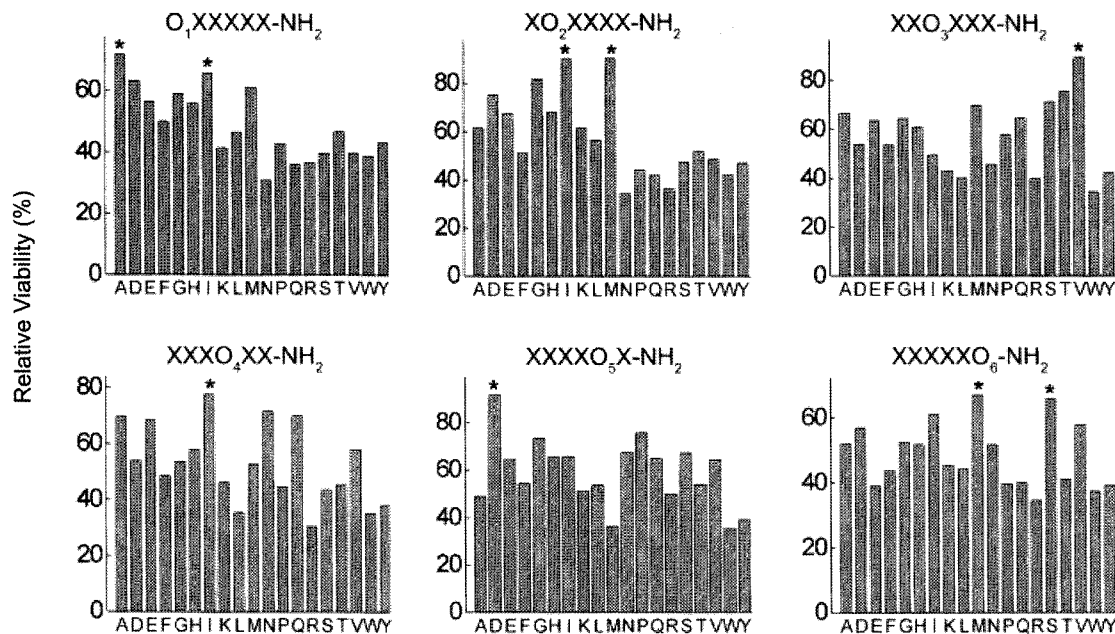 O₁XXXXX-NH₂
XO₂XXXX-NH₂
XXO₃XXX-NH₂
*
*
*
*
*
60
40
20
0
80
60
40
20
0
80
60
40
20
0
ADEFGHIKLMNPQRSTVWY
ADEFGHIKLMNPQRSTVWY
ADEFGHIKLMNPQRSTVWY
Relative Viability (%)
XXXO₄XX-NH₂
XXXXO₅X-NH₂
XXXXXO₆-NH₂
*
*
*
*
80
60
40
20
0
80
60
40
20
0
60
40
20
0
ADEFGHIKLMNPQRSTVWY
ADEFGHIKLMNPQRSTVWY
ADEFGHIKLMNPQRSTVWY